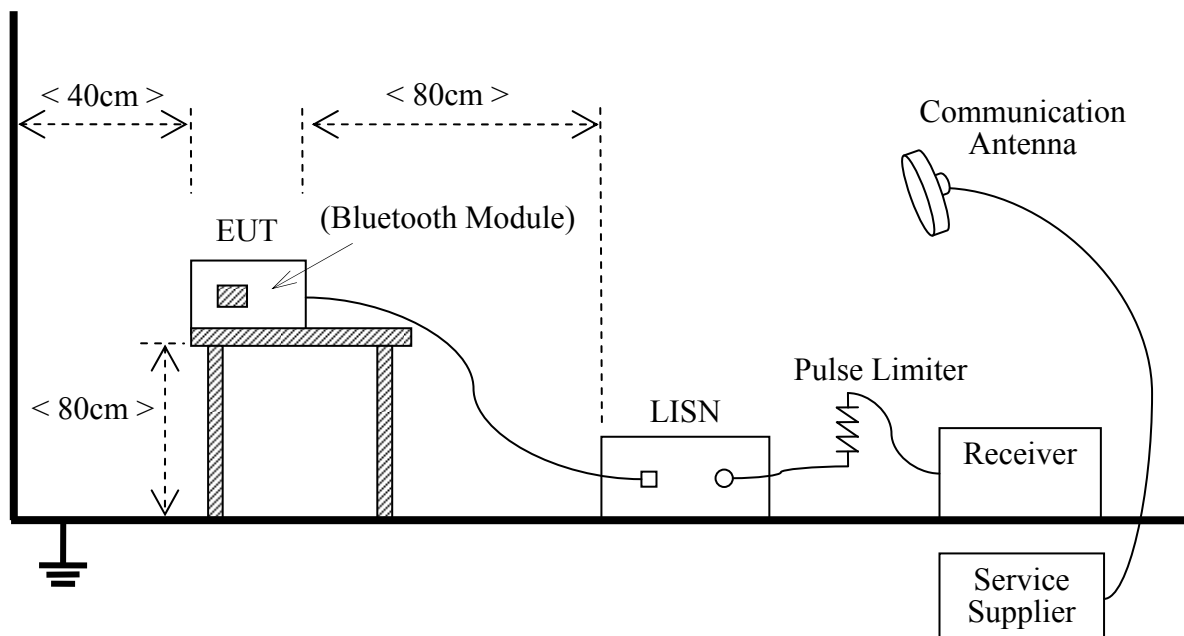 < 40cm >
< 80cm >
Communication
Antenna
(Bluetooth Module)
EUT
Pulse Limiter
< 80cm >
LISN
Receiver
Service
Supplier